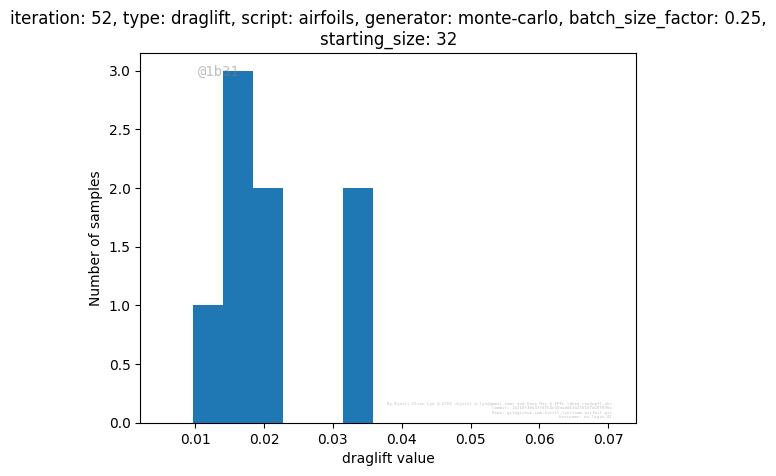 iteration: 52, type: draglift, script: airfoils, generator: monte-carlo, batch_size_factor: 0.25,
starting_size: 32
@1b31
3.0
2.5
2.0
1.5
1.0
0.5
0.0
Number of samples
0.01 0.02 0.03 0.04 0.05 0.06 0.07
draglift value